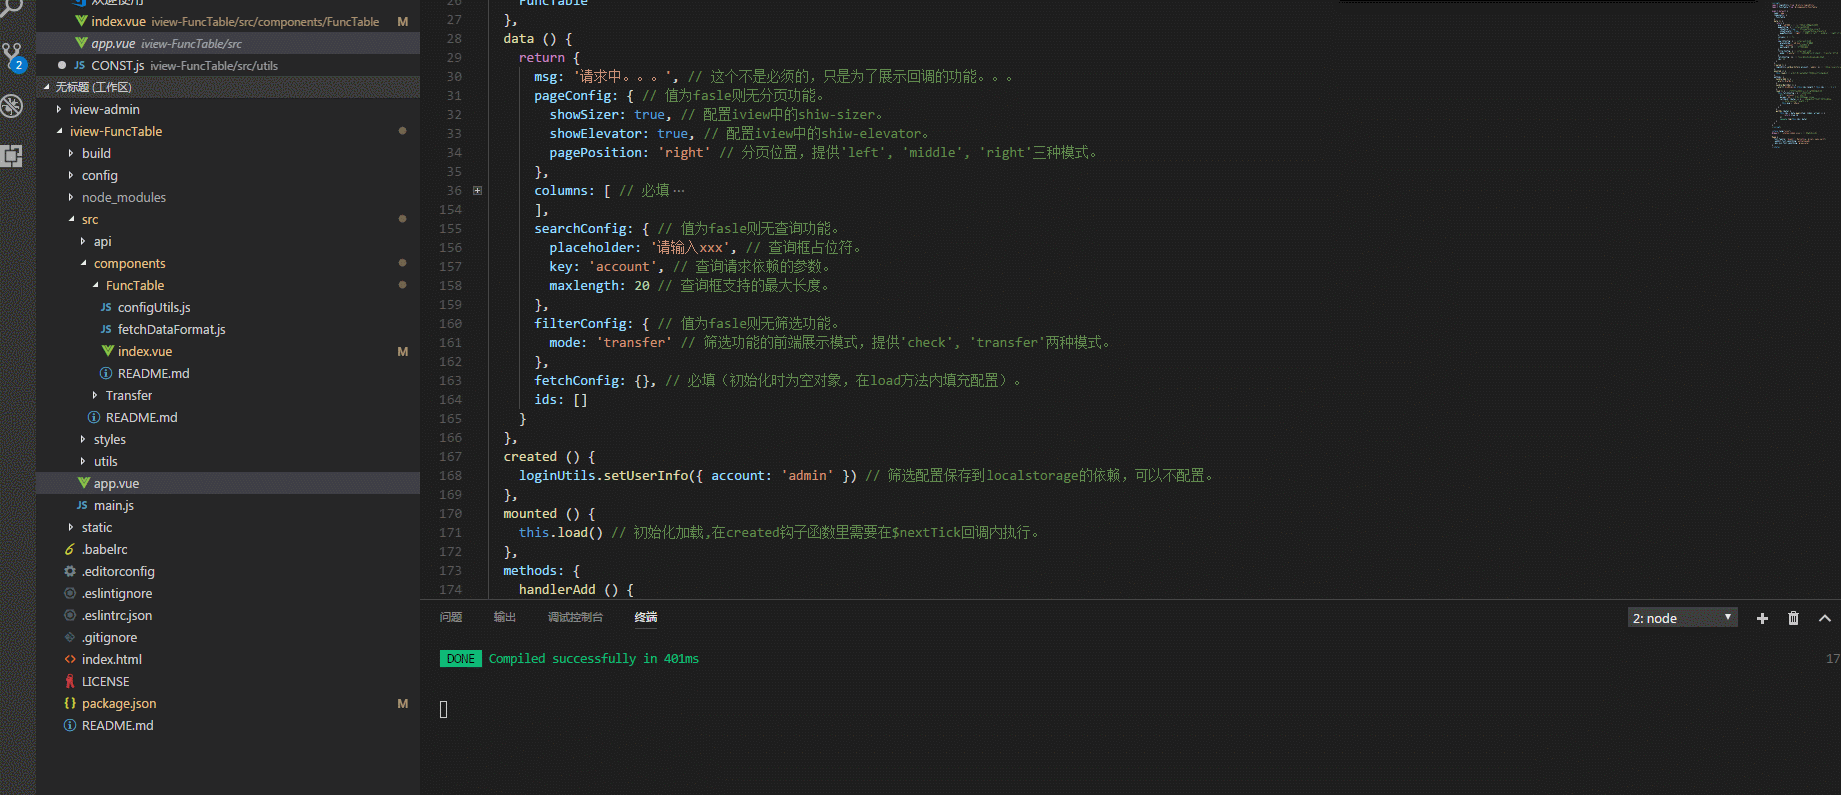 欢迎使用
index.vue iview-FuncTable/src/components/FuncTable M
app.vue iview-FuncTable/src
JS CONST.js iview-FuncTable/src/utils
2
无标题 (工作区)
iview-admin
iview-FuncTable
build
config
node_modules
src
api
components
FuncTable
JS configUtils.js
JS fetchDataFormat.js
index.vue M
README.md
Transfer
README.md
styles
utils
app.vue
JS main.js
static
.babelrc
.editorconfig
.eslintignore
.eslintrc.json
.gitignore
index.html
LICENSE
package.json M
README.md
26 FuncTable
27 },
28 data () {
29 return {
30 msg: '请求中。。。', // 这个不是必须的，只是为了展示回调的功能。。。
31 pageConfig: { // 值为fasle则无分页功能。
32 showSizer: true, // 配置iview中的shiw-sizer。
33 showElevator: true, // 配置iview中的shiw-elevator。
34 pagePosition: 'right' // 分页位置，提供'left', 'middle', 'right'三种模式。
35 },
36 columns: [ // 必填 ⋯
154 ],
155 searchConfig: { // 值为fasle则无查询功能。
156 placeholder: '请输入xxx', // 查询框占位符。
157 key: 'account', // 查询请求依赖的参数。
158 maxlength: 20 // 查询框支持的最大长度。
159 },
160 filterConfig: { // 值为fasle则无筛选功能。
161 mode: 'transfer' // 筛选功能的前端展示模式，提供'check', 'transfer'两种模式。
162 },
163 fetchConfig: {}, // 必填（初始化时为空对象，在load方法内填充配置）。
164 ids: []
165 }
166 },
167 created () {
168 loginUtils.setUserInfo({ account: 'admin' }) // 筛选配置保存到localstorage的依赖，可以不配置。
169 },
170 mounted () {
171 this.load() // 初始化加载,在created钩子函数里需要在$nextTick回调内执行。
172 },
173 methods: {
174 handlerAdd () {
问题 输出 调试控制台 终端 2: node
DONE Compiled successfully in 401ms 17